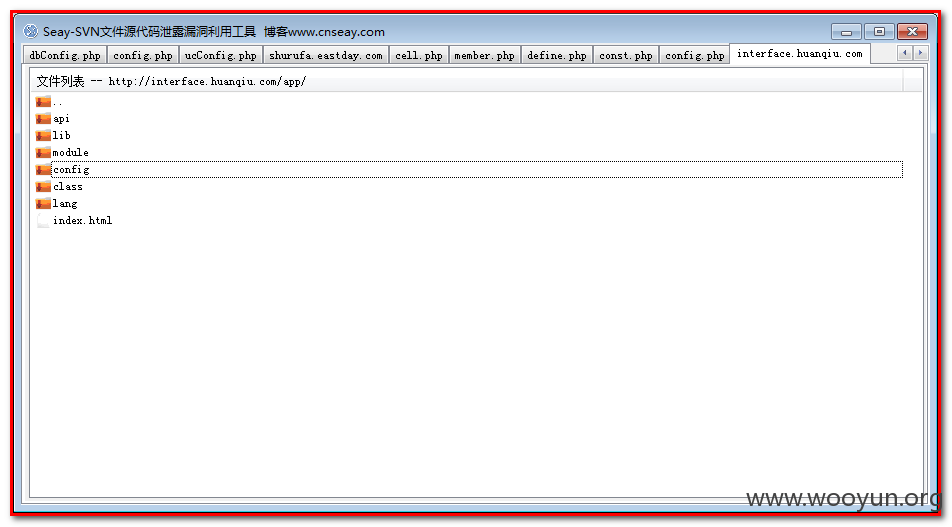 Seay-SVN文件源代码泄露漏洞利用工具 博客www.cnseay.com
dbConfig.php config.php ucConfig.php shurufa.eastday.com cell.php member.php define.php const.php config.php interface.huanqiu.com
文件列表 -- http://interface.huanqiu.com/app/
..
api
lib
module
config
class
lang
index.html
www.wooyun.org